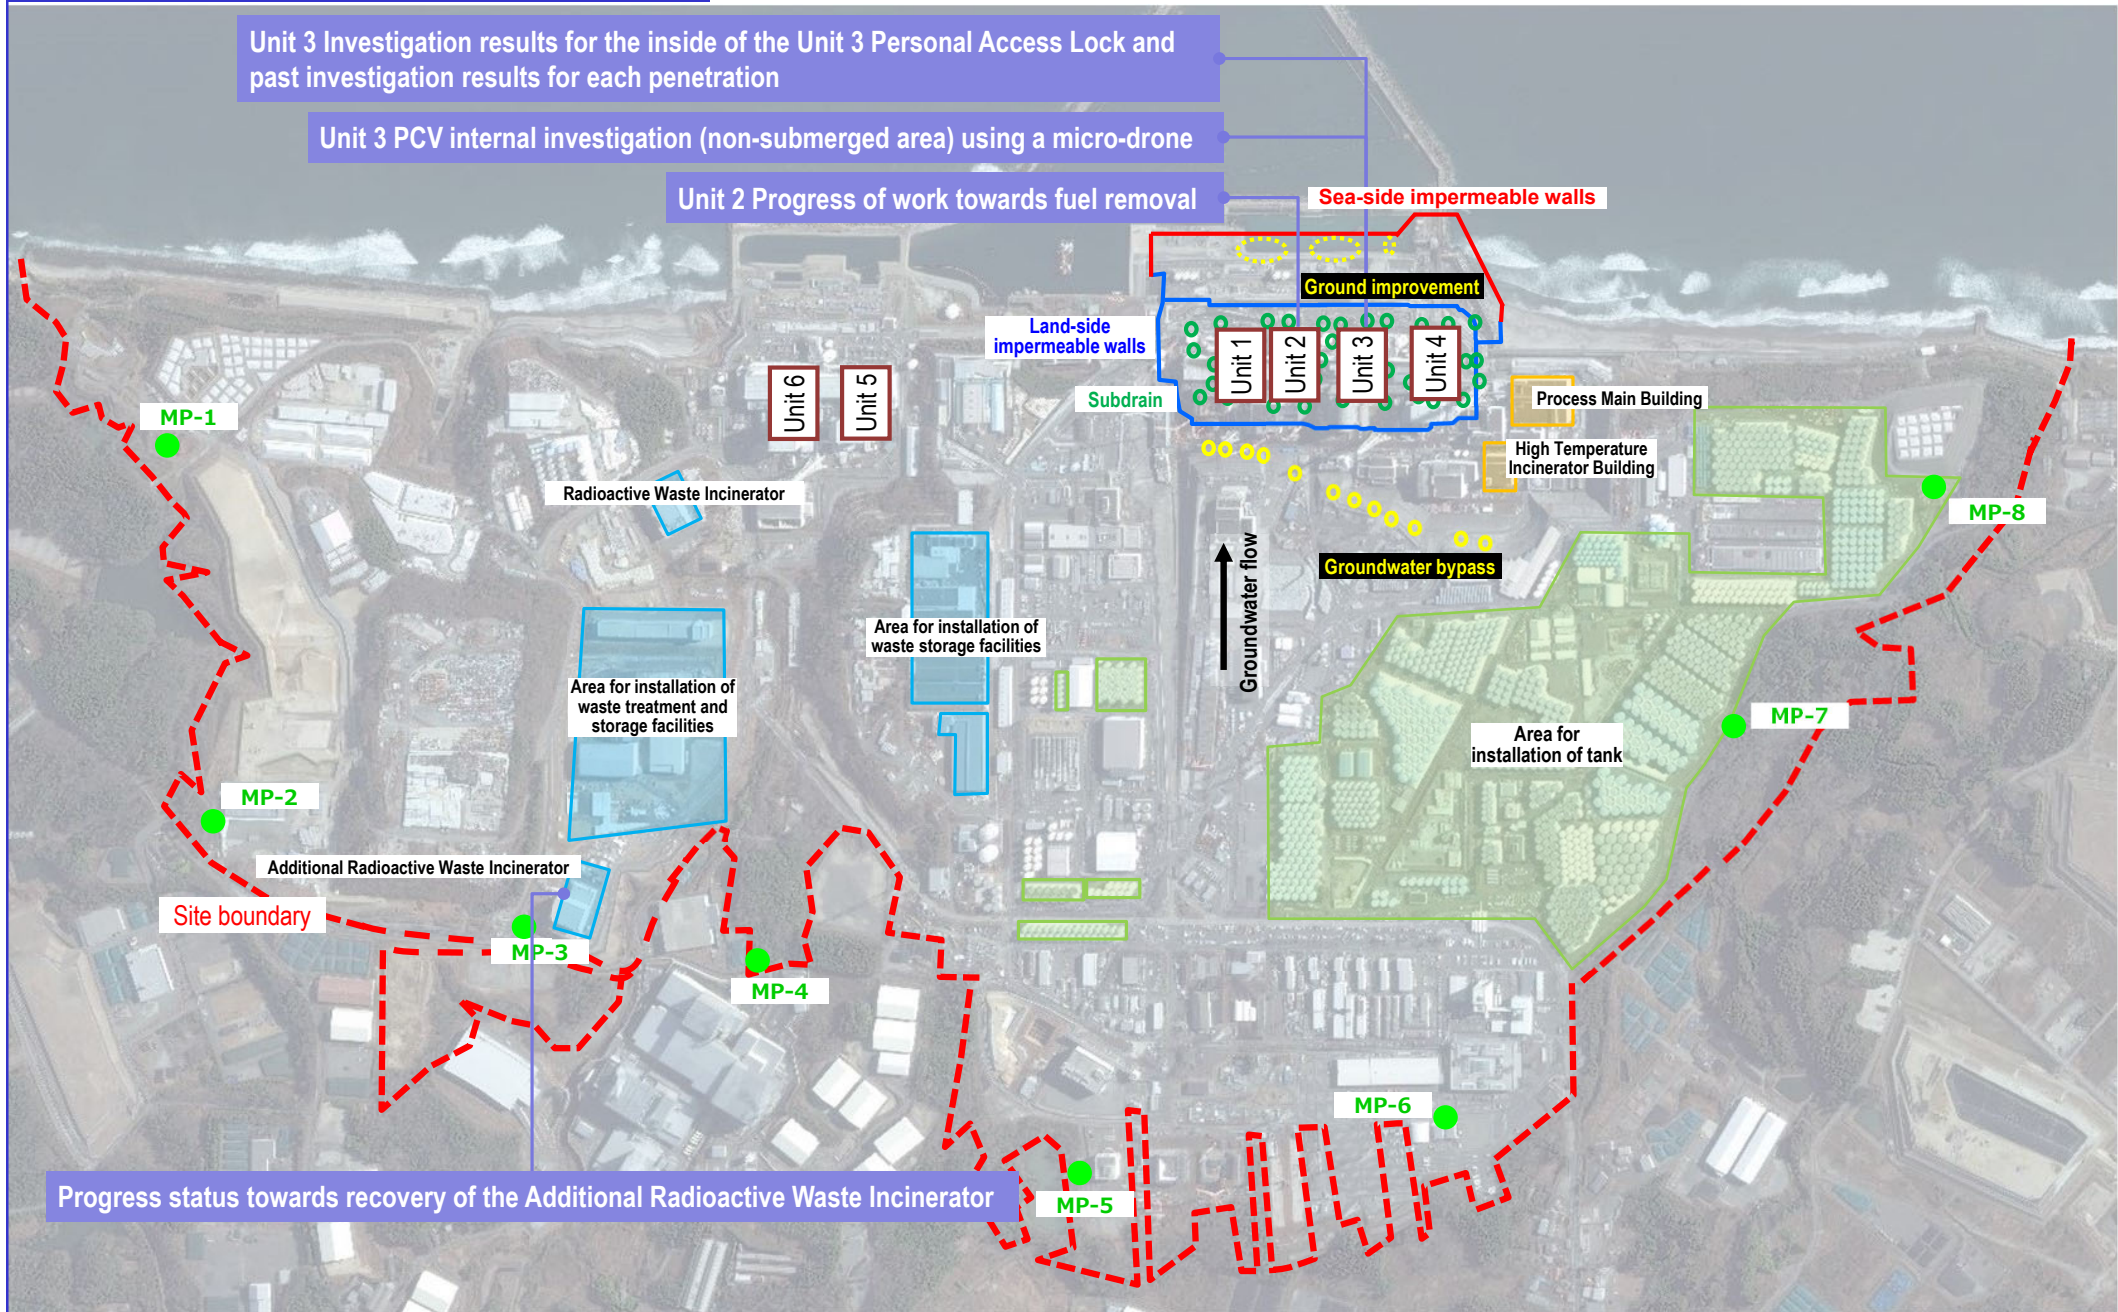 Unit 3 Investigation results for the inside of the Unit 3 Personal Access Lock and
past investigation results for each penetration
Unit 3 PCV internal investigation (non-submerged area) using a micro-drone
Unit 2 Progress of work towards fuel removal
Sea-side impermeable walls
Ground improvement
Land-side
impermeable walls
Unit 1
Unit 2
Unit 3
Unit 4
Unit 6
Unit 5
Subdrain
Process Main Building
MP-1
High Temperature
Incinerator Building
Radioactive Waste Incinerator
MP-8
Groundwater bypass
Groundwater flow
Area for installation of
waste storage facilities
Area for installation of
waste treatment and
storage facilities
MP-7
Area for
installation of tank
MP-2
Additional Radioactive Waste Incinerator
Site boundary
MP-3
MP-4
MP-6
Progress status towards recovery of the Additional Radioactive Waste Incinerator
MP-5